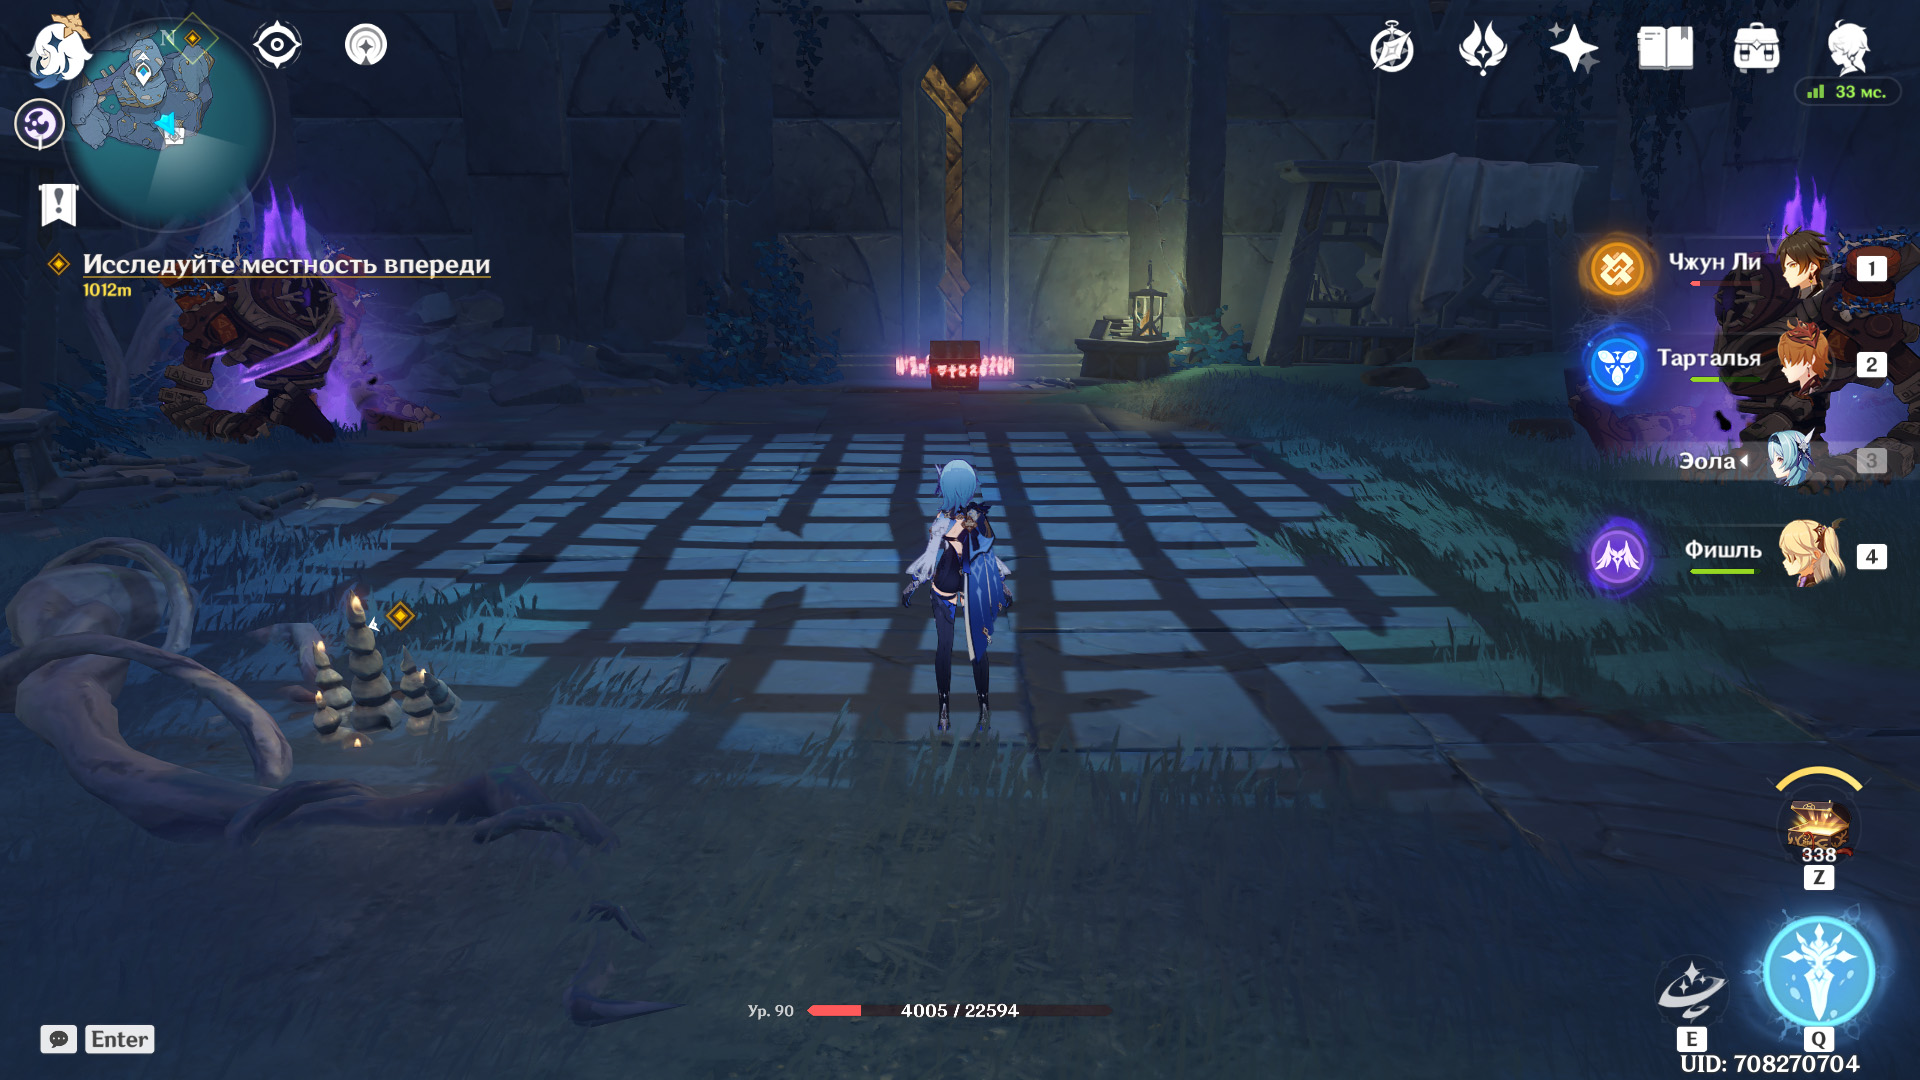 N
33 мс.
Исследуйте местность впереди
1012m
Чжун Ли
1
Тарталья
2
Эола
3
Фишль
4
338
Z
Ур. 90
4005 / 22594
Enter
E
Q
UID: 708270704